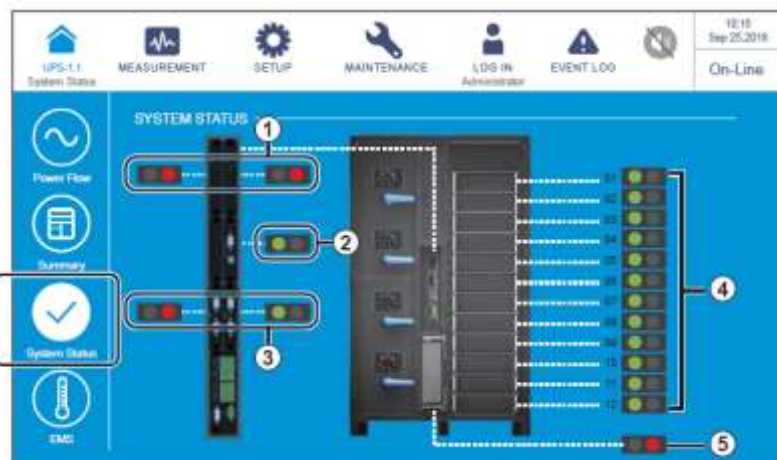 10:15
Sep 25,2018
UPS-1.1
MEASUREMENT
SETUP
MAINTENANCE
LOG IN
EVENT LOG
On-Line
System Status
Administrator
SYSTEM STATUS
1
Power Flow
2
Summary
3
System Status
EMS
01
02
03
04
05
06
07
08
09
10
11
12
4
5